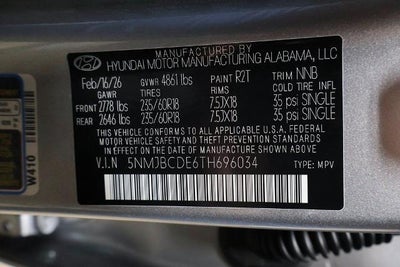 MANUFACTURED BY
HYUNDAI MOTOR MANUFACTURING ALABAMA, LLC
Feb/16/26 GVWR 4861 lbs PAINT R2T TRIM NNB
GAWR TIRES RIMS COLD TIRE INFL
FRONT 2778 lbs 235/60R18 7.5JX18 35 psi SINGLE
REAR 2646 lbs 235/60R18 7.5JX18 35 psi SINGLE
THIS VEHICLE CONFORMS TO ALL APPLICABLE U.S.A. FEDERAL
MOTOR VEHICLE SAFETY AND THEFT PREVENTION STANDARDS
IN EFFECT ON THE DATE OF MANUFACTURE SHOWN ABOVE.
V.I.N 5NMJBCDE6TH696034 TYPE: MPV
W410